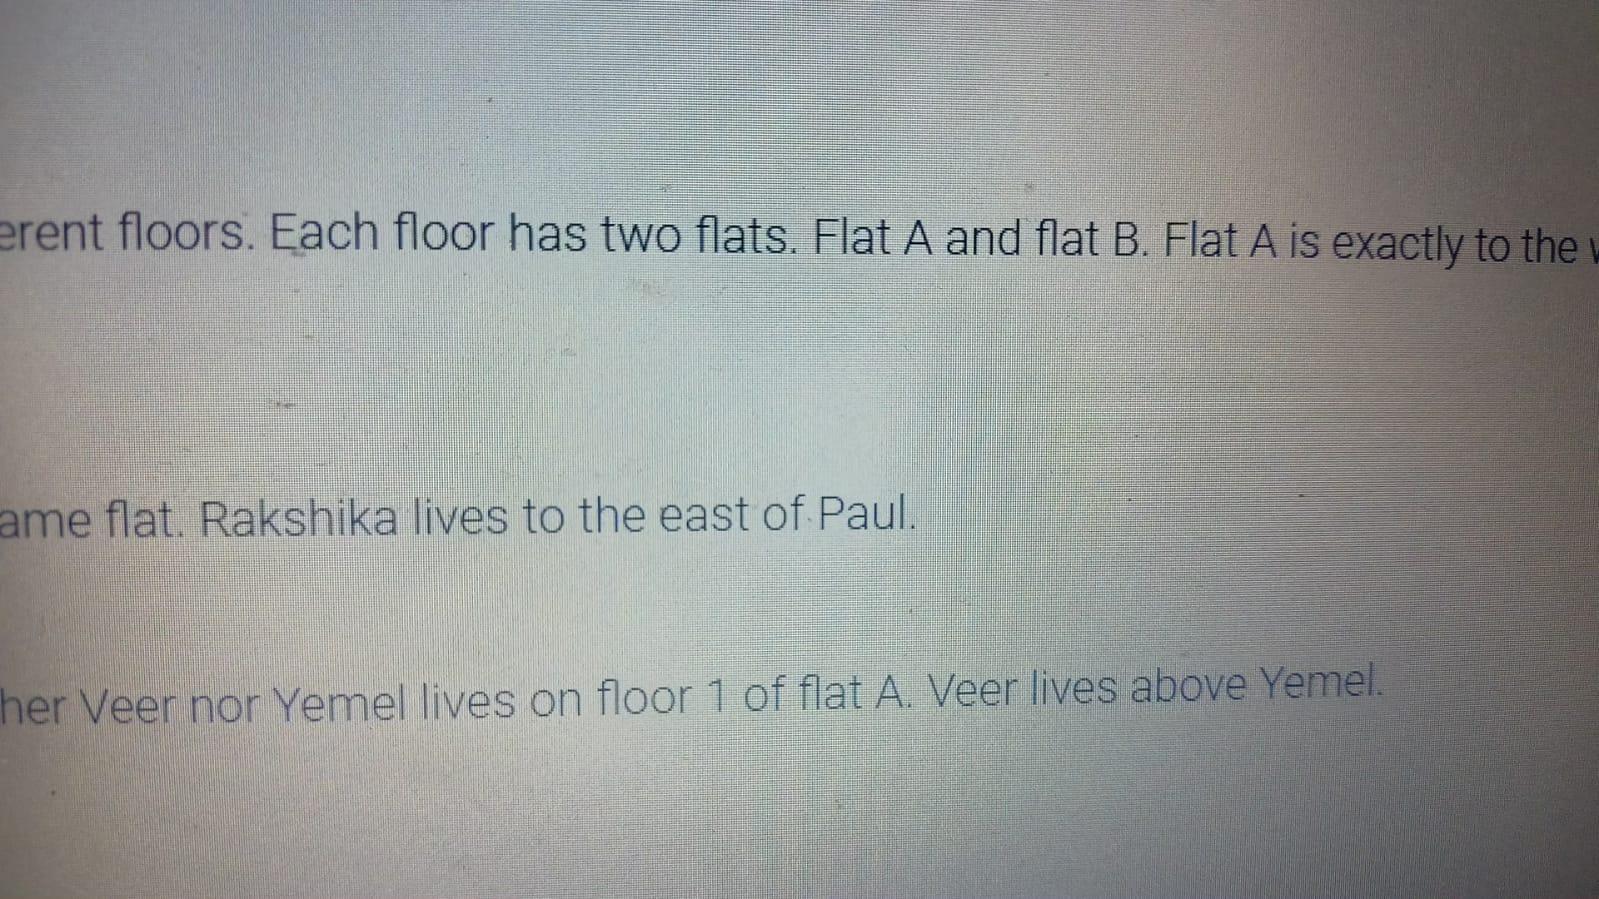 erent floors. Each floor has two flats. Flat A and flat B. Flat A is exactly to the
ame flat. Rakshika lives to the east of Paul.
her Veer nor Yemel lives on floor 1 of flat A. Veer lives above Yemel.